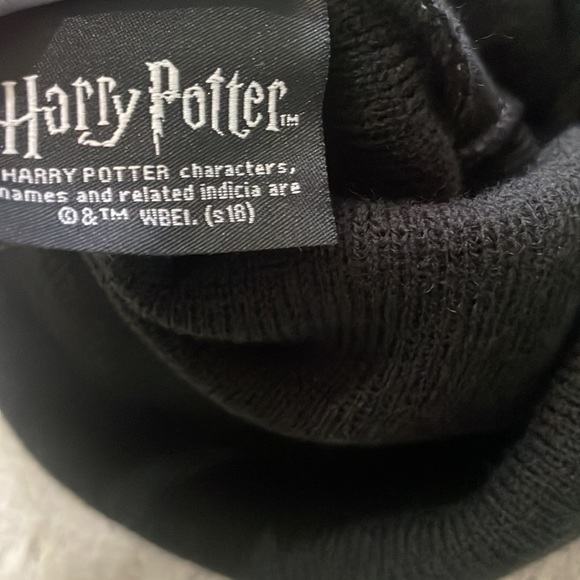 Harry Potter™
HARRY POTTER characters,
names and related indicia are
©&™ WBEI. (s18)